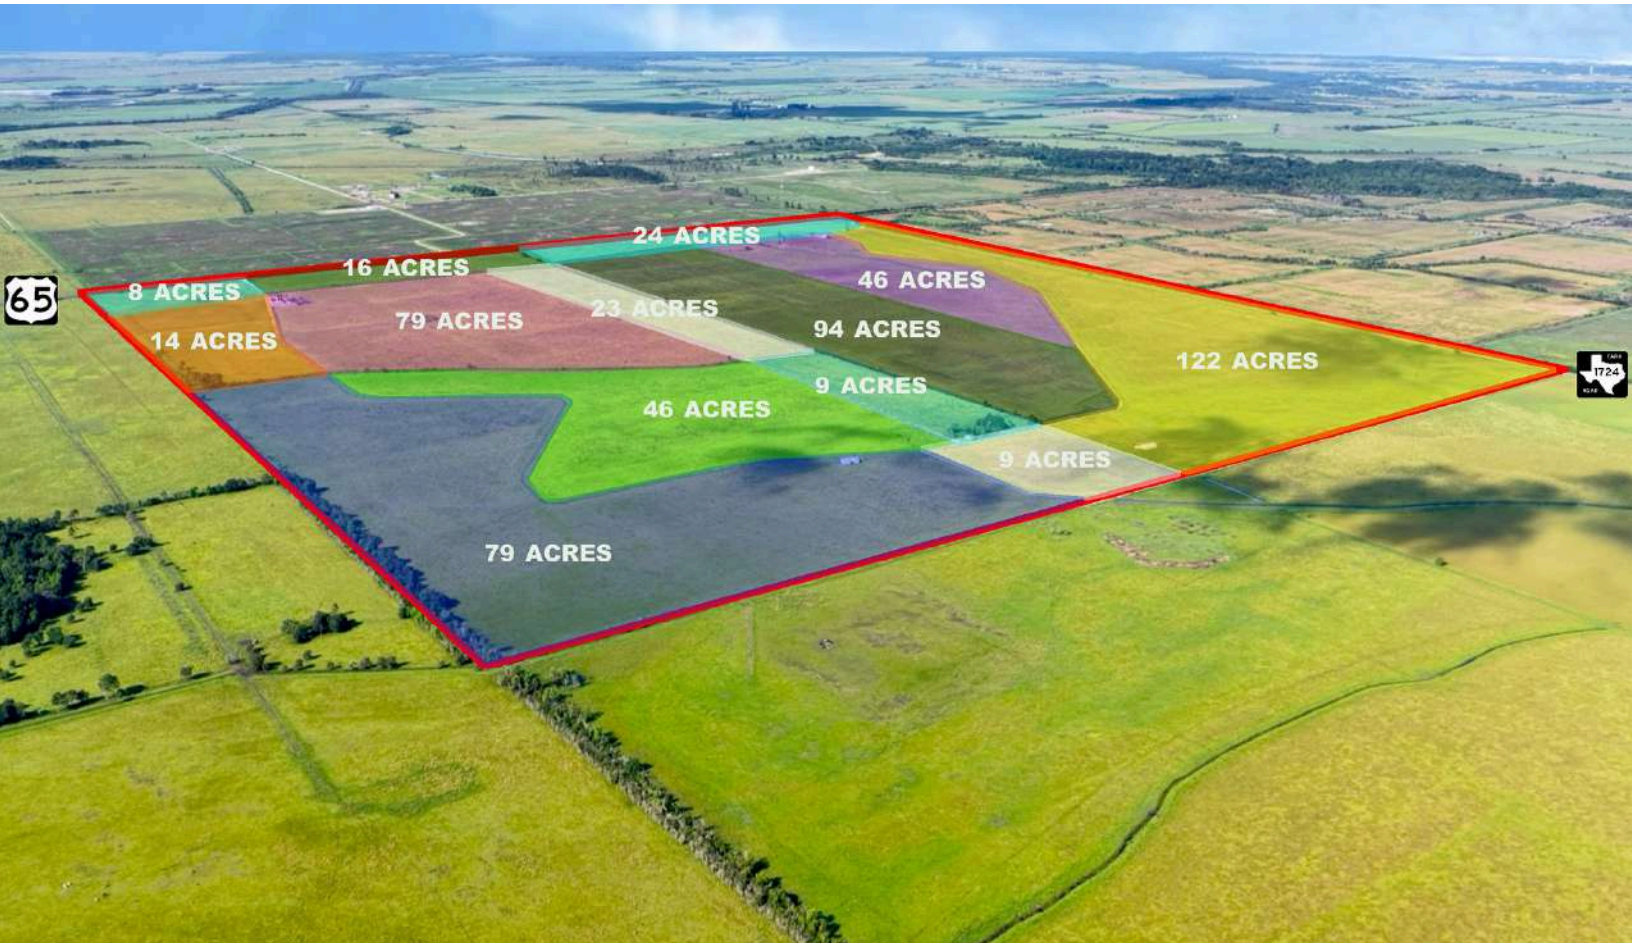 24 ACRES
16 ACRES
8 ACRES
46 ACRES
65
23 ACRES
79 ACRES
94 ACRES
14 ACRES
122 ACRES
1724
9 ACRES
46 ACRES
9 ACRES
79 ACRES